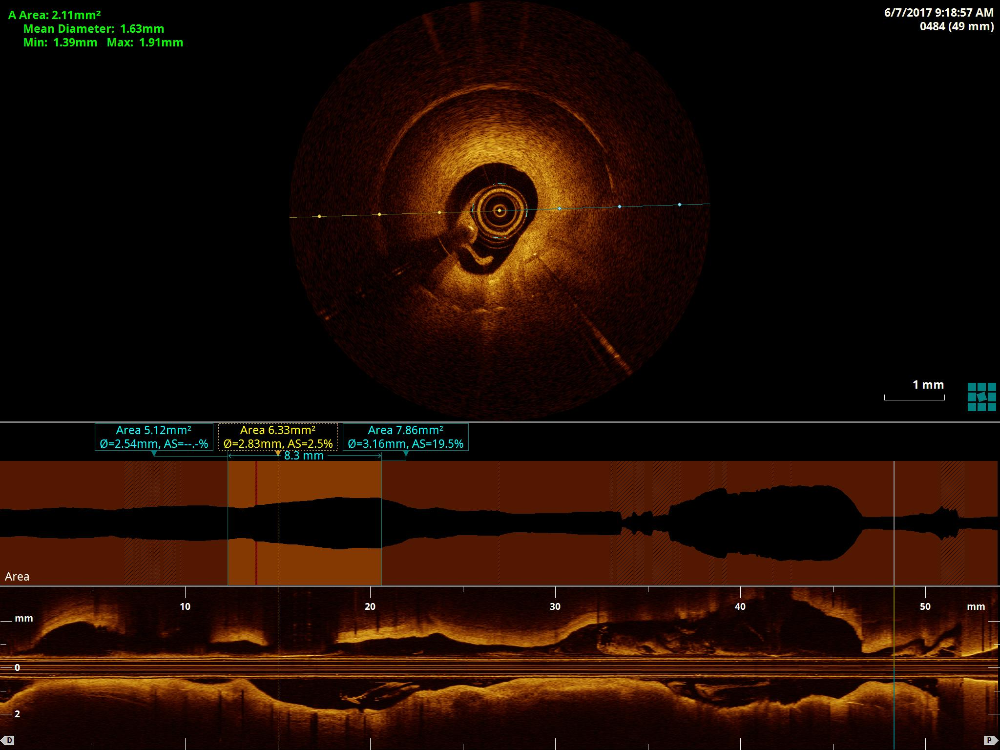 A Area: 2.11mm²
Mean Diameter: 1.63mm
Min: 1.39mm Max: 1.91mm
6/7/2017 9:18:57 AM
0484 (49 mm)
1 mm
Area 5.12mm²
Ø=2.54mm, AS=--.-%
Area 6.33mm²
Ø=2.83mm, AS=2.5%
Area 7.86mm²
Ø=3.16mm, AS=19.5%
8.3 mm
Area
10 20 30 40 50 mm
mm
0
2
D
P